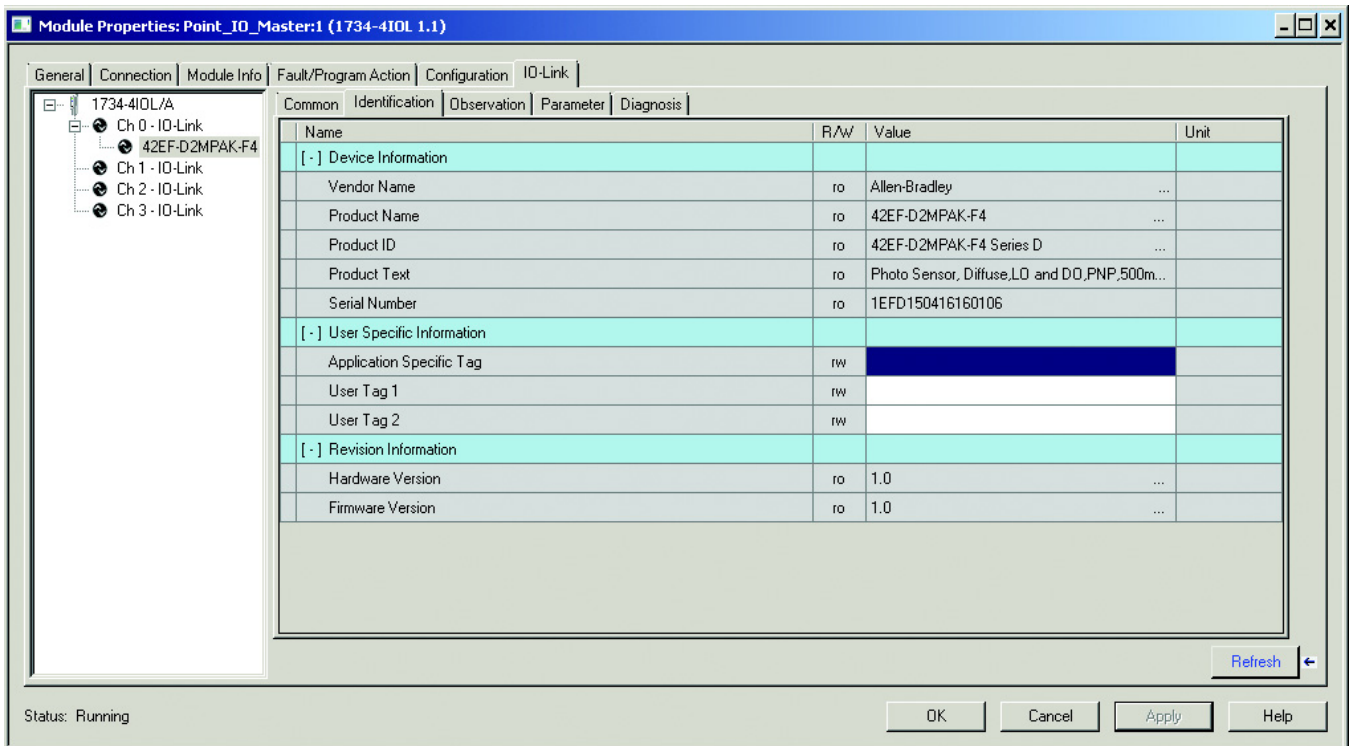 Module Properties: Point_IO_Master:1 (1734-4IOL 1.1)
General Connection Module Info Fault/Program Action Configuration IO-Link
1734-4IOL/A
Ch 0 - IO-Link
42EF-D2MPAK-F4
Ch 1 - IO-Link
Ch 2 - IO-Link
Ch 3 - IO-Link
Common Identification Observation Parameter Diagnosis
Name R/W Value Unit
[-] Device Information
Vendor Name ro Allen-Bradley ...
Product Name ro 42EF-D2MPAK-F4 ...
Product ID ro 42EF-D2MPAK-F4 Series D ...
Product Text ro Photo Sensor, Diffuse,LO and DO,PNP,500m...
Serial Number ro 1EFD150416160106
[-] User Specific Information
Application Specific Tag rw
User Tag 1 rw
User Tag 2 rw
[-] Revision Information
Hardware Version ro 1.0 ...
Firmware Version ro 1.0 ...
Refresh
Status: Running
OK Cancel Apply Help